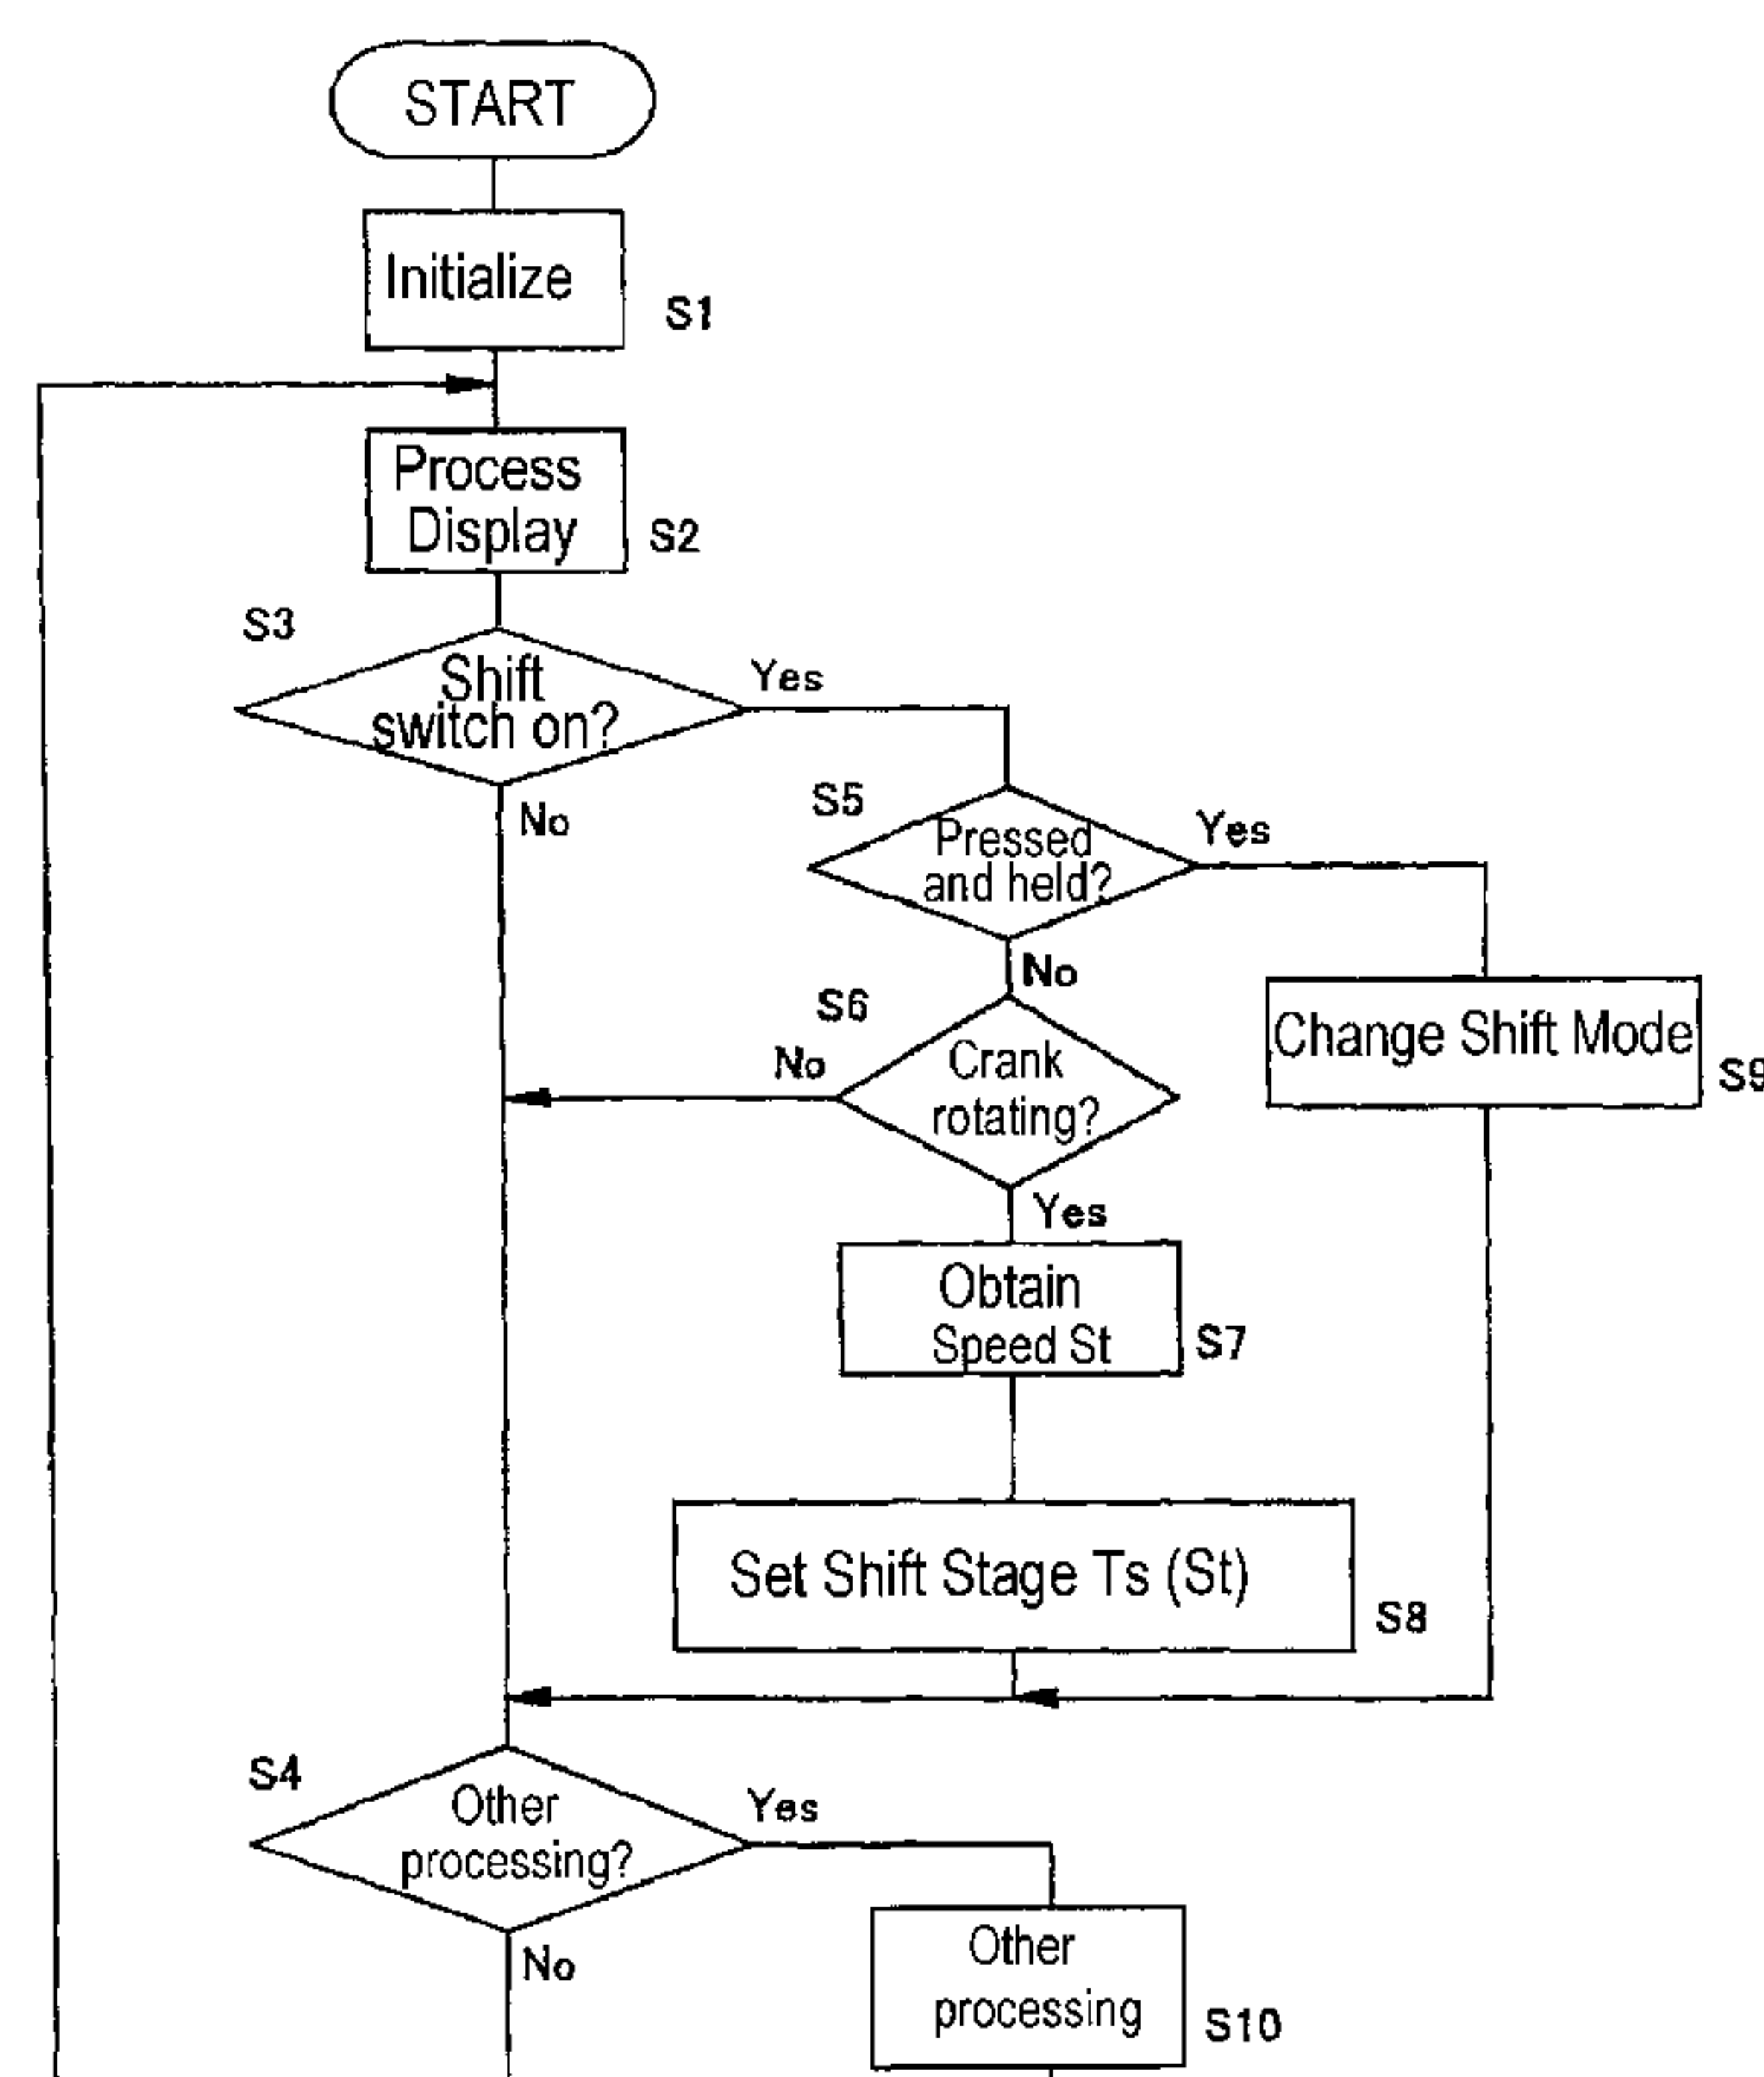 START
Initialize
S1
Process
Display
S2
S3
Shift
switch on?
Yes
No
S5
Pressed
and held?
Yes
No
S6
Crank
rotating?
No
Yes
Change Shift Mode
S9
Obtain
Speed St
S7
Set Shift Stage Ts (St)
S8
S4
Other
processing?
Yes
No
Other
processing
S10